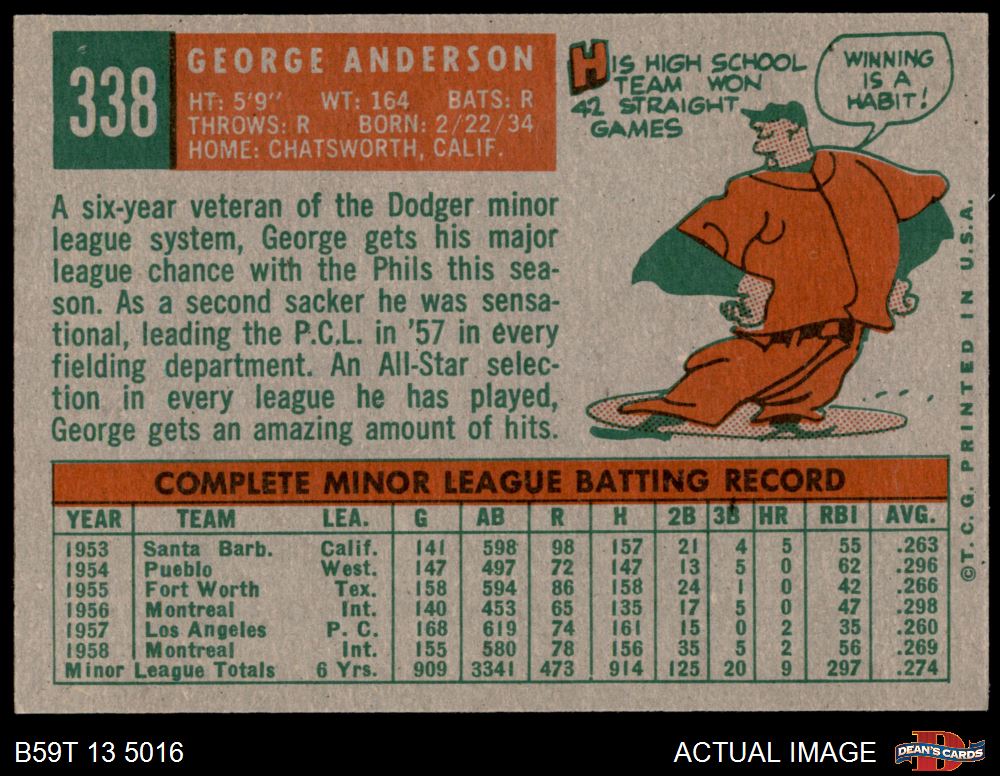 338
GEORGE ANDERSON
HT: 5'9" WT: 164 BATS: R
THROWS: R BORN: 2/22/34
HOME: CHATSWORTH, CALIF.
HIS HIGH SCHOOL
TEAM WON
42 STRAIGHT
GAMES
WINNING
IS A
HABIT!
A six-year veteran of the Dodger minor
league system, George gets his major
league chance with the Phils this sea-
son. As a second sacker he was sensa-
tional, leading the P.C.L. in '57 in every
fielding department. An All-Star selec-
tion in every league he has played,
George gets an amazing amount of hits.
COMPLETE MINOR LEAGUE BATTING RECORD
YEAR TEAM LEA. G AB R H 2B 3B HR RBI AVG.
1953 Santa Barb. Calif. 141 598 98 157 21 4 5 55 .263
1954 Pueblo West. 147 497 72 147 13 5 0 62 .296
1955 Fort Worth Tex. 158 594 86 158 24 1 0 42 .266
1956 Montreal Int. 140 453 65 135 17 5 0 47 .298
1957 Los Angeles P. C. 168 619 74 161 15 0 2 35 .260
1958 Montreal Int. 155 580 78 156 35 5 2 56 .269
Minor League Totals 6 Yrs. 909 3341 473 914 125 20 9 297 .274
©T. C. G. PRINTED IN U.S.A.
B59T 13 5016
ACTUAL IMAGE
D
DEAN'S CARDS